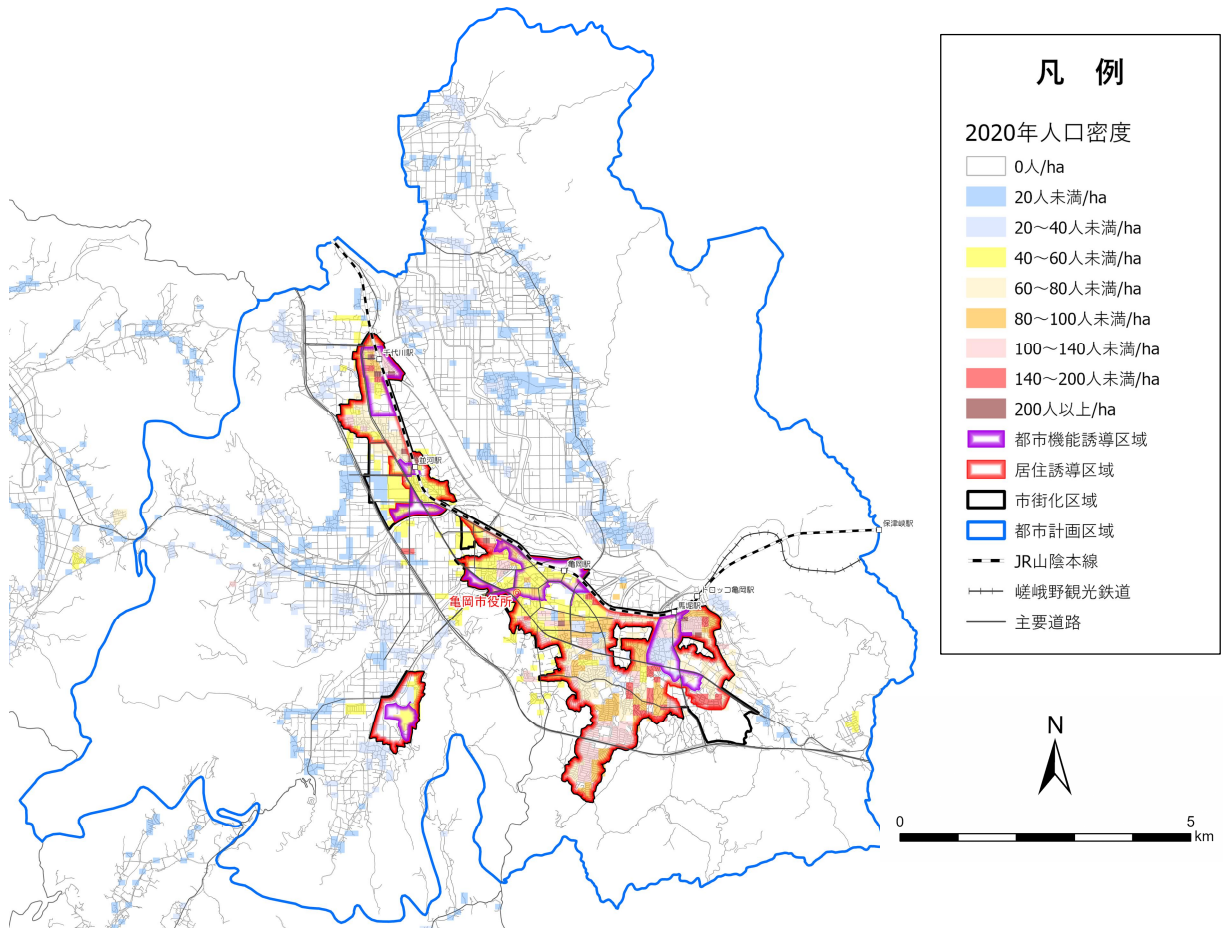 凡 例
2020年人口密度
0人/ha
20人未満/ha
20～40人未満/ha
40～60人未満/ha
60～80人未満/ha
80～100人未満/ha
100～140人未満/ha
140～200人未満/ha
200人以上/ha
都市機能誘導区域
居住誘導区域
市街化区域
都市計画区域
JR山陰本線
嵯峨野観光鉄道
主要道路
千代川駅
並河駅
保津峡駅
亀岡駅
トロッコ亀岡駅
亀岡市役所
馬堀駅
N
0
5
km